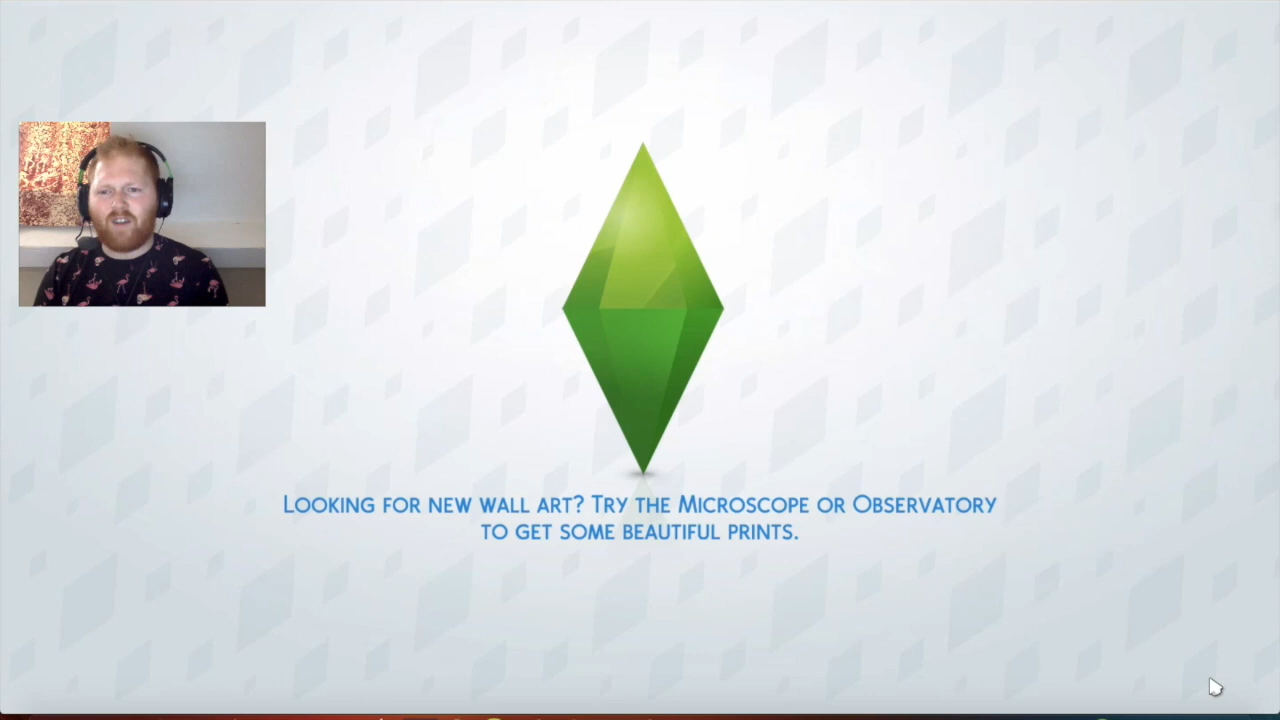 Looking for new wall art? Try the Microscope or Observatory
to get some beautiful prints.